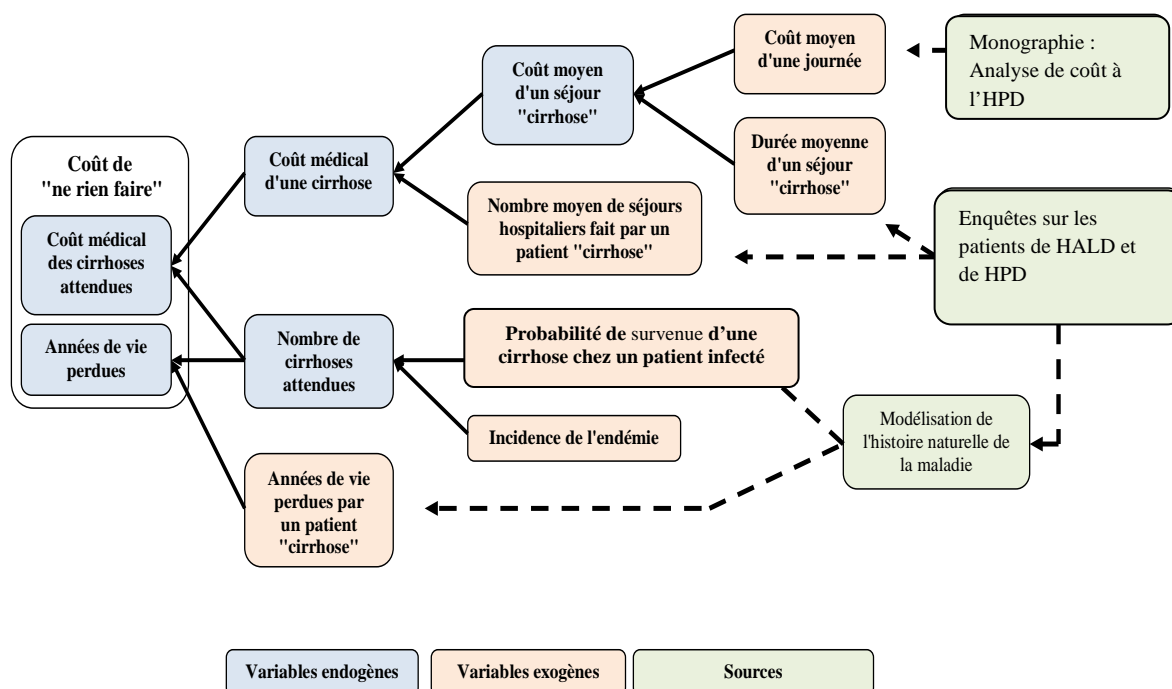 Coût moyen
d'une journée
Monographie :
Analyse de coût à
l'HPD
Coût moyen
d'un séjour
"cirrhose"
Durée moyenne
d'un séjour
"cirrhose"
Coût de
"ne rien faire"
Coût médical
d'une cirrhose
Nombre moyen de séjours
hospitaliers fait par un
patient "cirrhose"
Enquêtes sur les
patients de HALD et
de HPD
Coût médical
des cirrhoses
attendues
Années de vie
perdues
Nombre de
cirrhoses
attendues
Probabilité de survenue d'une
cirrhose chez un patient infecté
Incidence de l'endémie
Modélisation de
l'histoire naturelle de
la maladie
Années de vie
perdues par
un patient
"cirrhose"
Variables endogènes
Variables exogènes
Sources